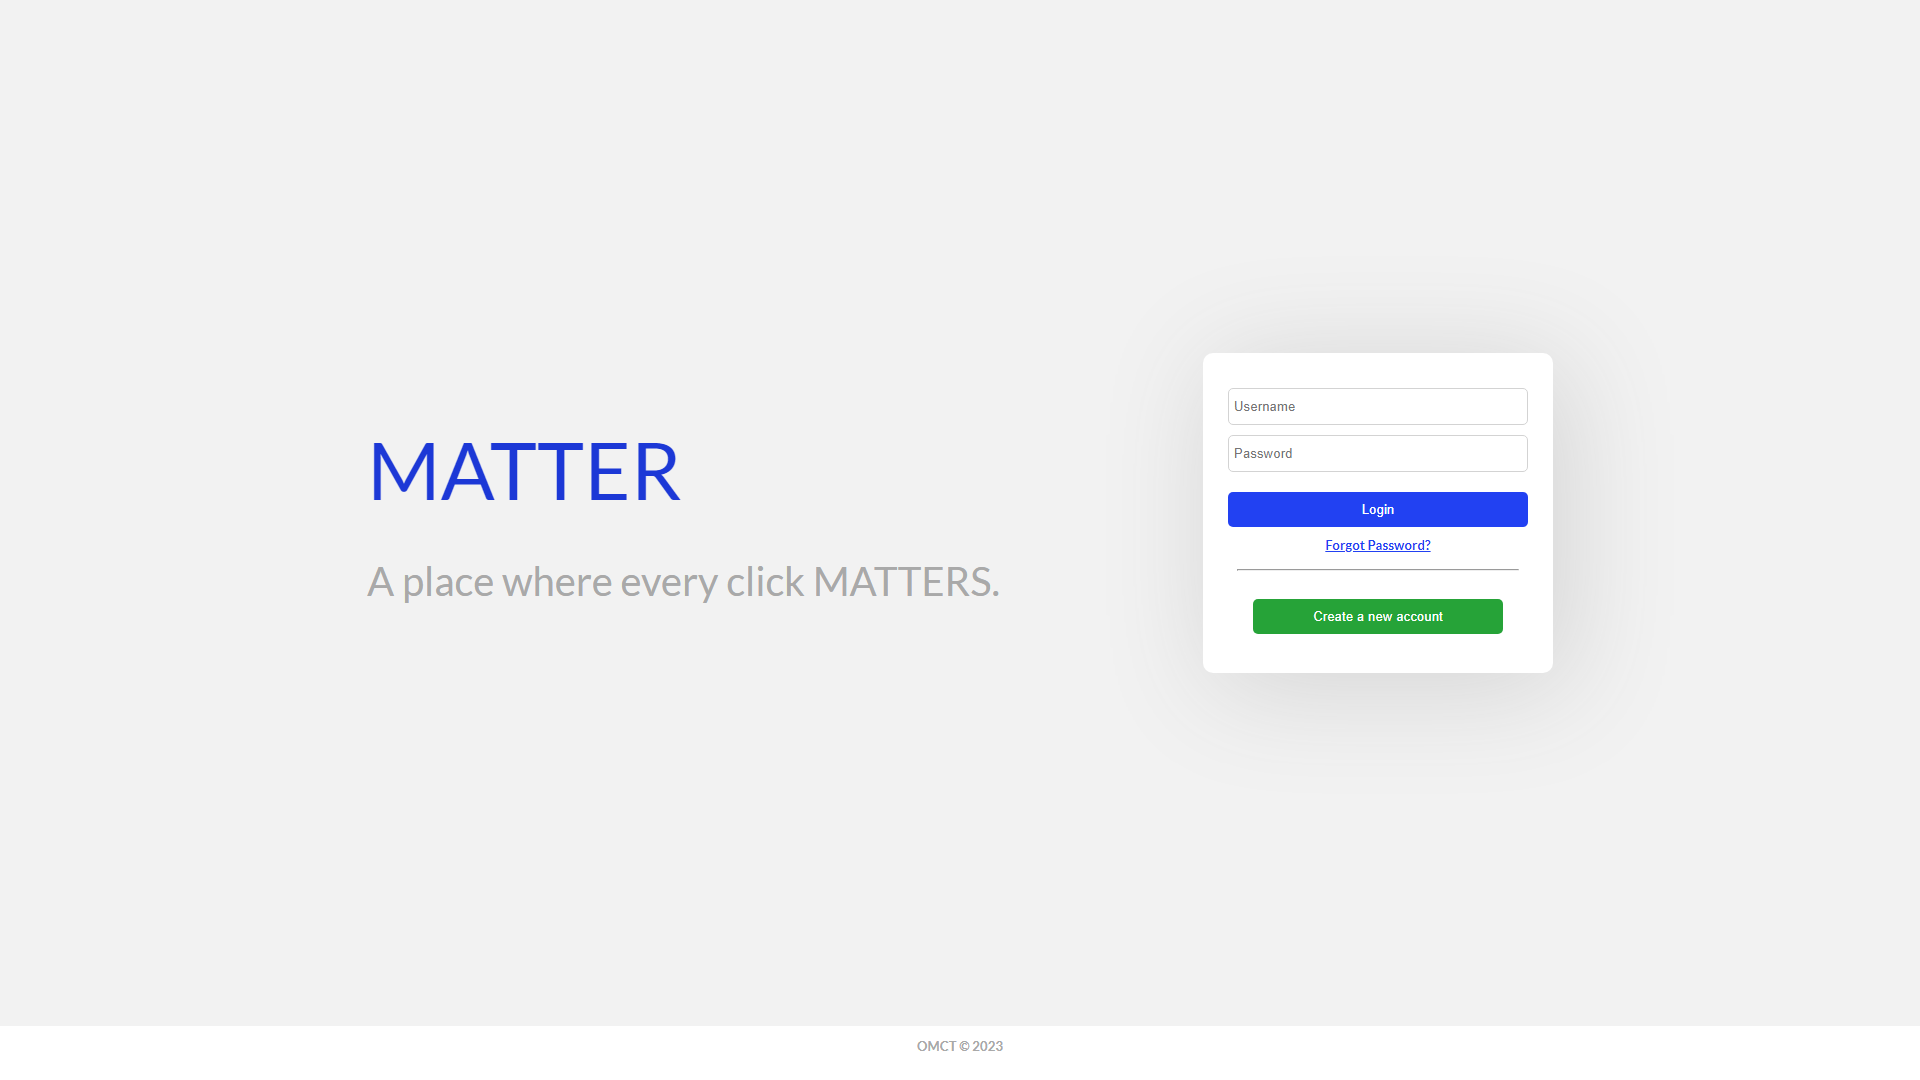 MATTER
A place where every click MATTERS.
Username
Password
Login
Forgot Password?
Create a new account
OMCT © 2023